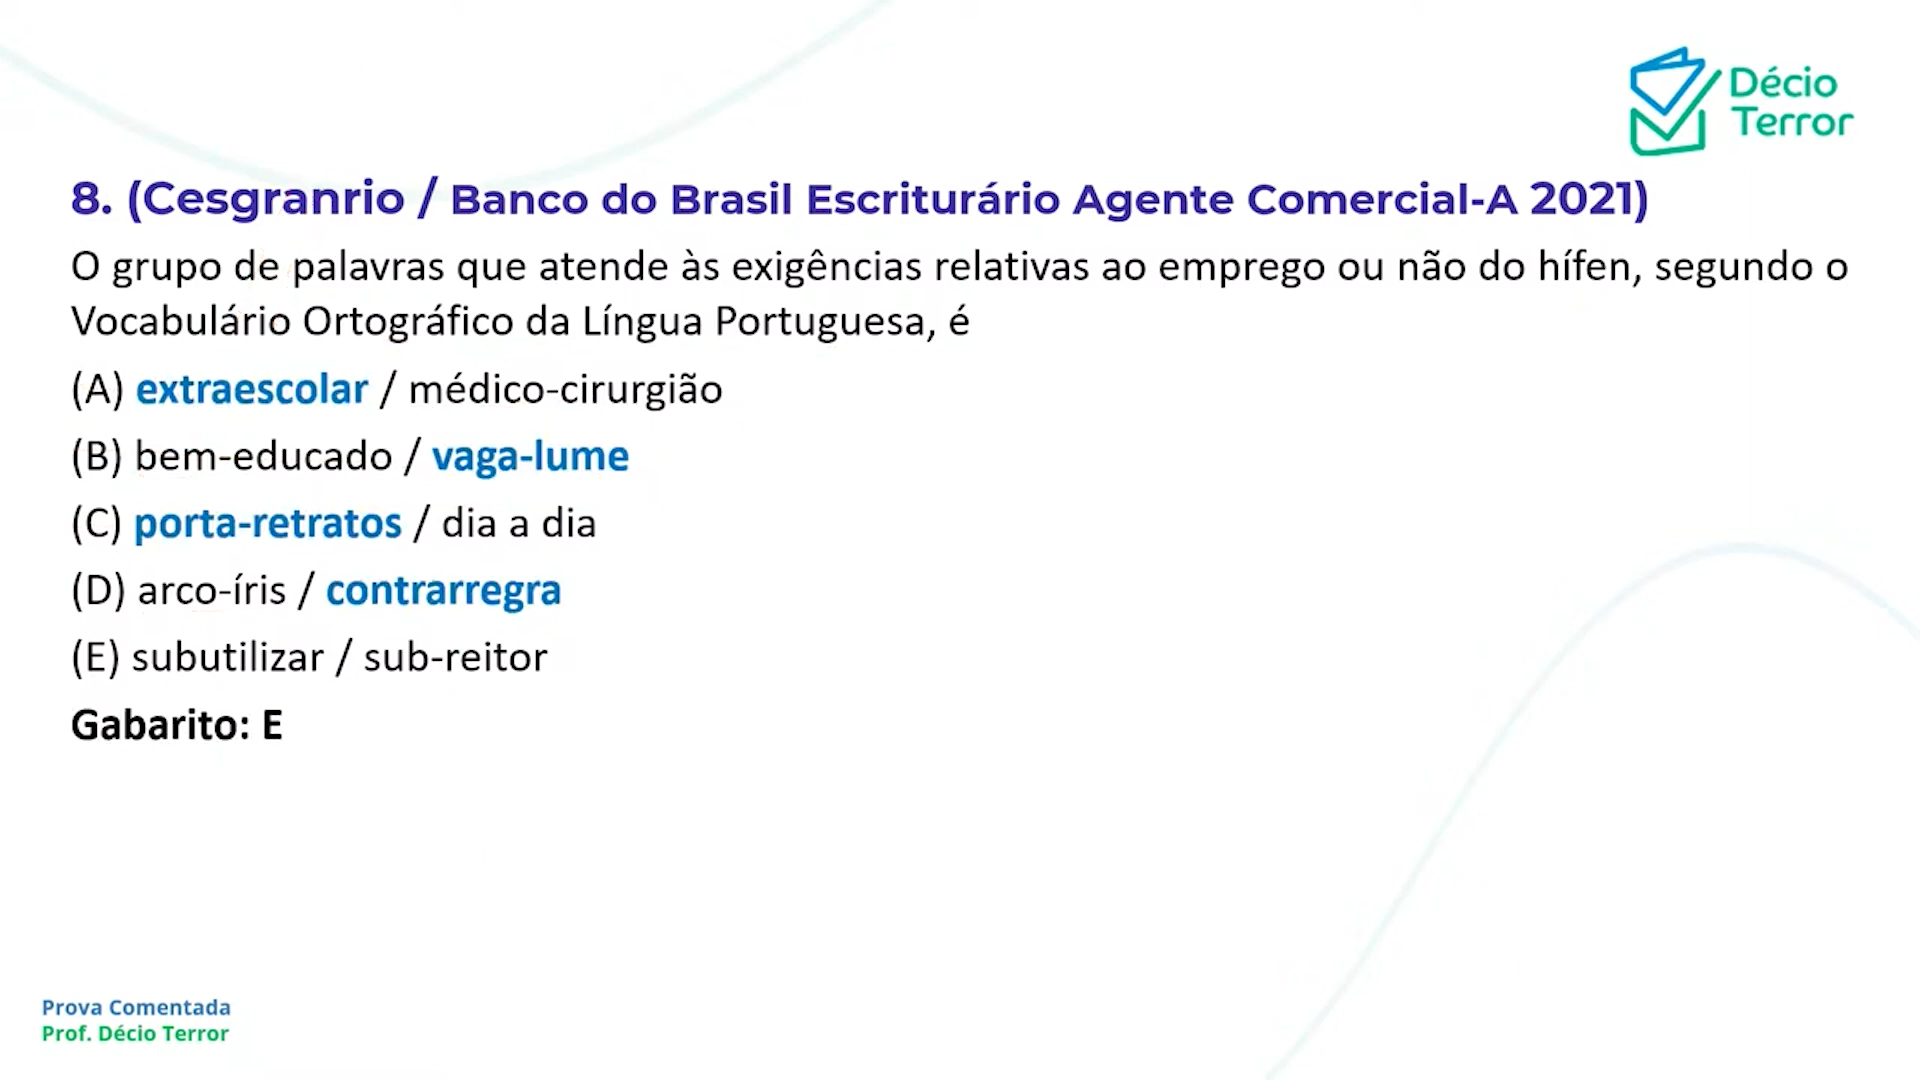 Décio
Terror
8. (Cesgranrio / Banco do Brasil Escriturário Agente Comercial-A 2021)
O grupo de palavras que atende às exigências relativas ao emprego ou não do hífen, segundo o
Vocabulário Ortográfico da Língua Portuguesa, é
(A) extraescolar / médico-cirurgião
(B) bem-educado / vaga-lume
(C) porta-retratos / dia a dia
(D) arco-íris / contrarregra
(E) subutilizar / sub-reitor
Gabarito: E
Prova Comentada
Prof. Décio Terror